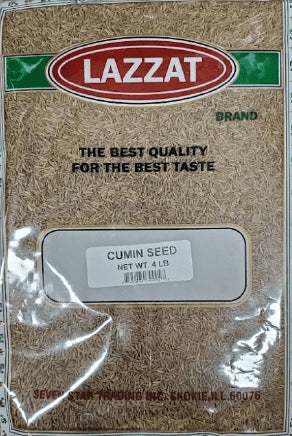 LAZZAT
BRAND
THE BEST QUALITY
FOR THE BEST TASTE
CUMIN SEED
NET WT. 4 LB
SEVEN STAR TRADING INC. SKOKIE, ILL. 60076